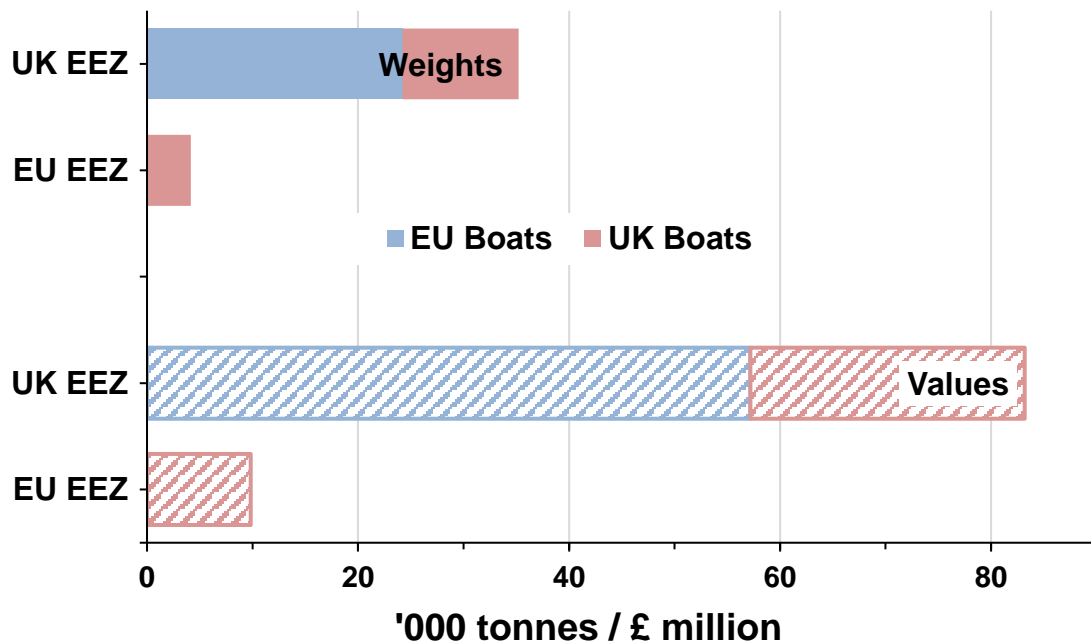 UK EEZ
Weights
EU EEZ
EU Boats UK Boats
UK EEZ
Values
EU EEZ
0 20 40 60 80
'000 tonnes / £ million